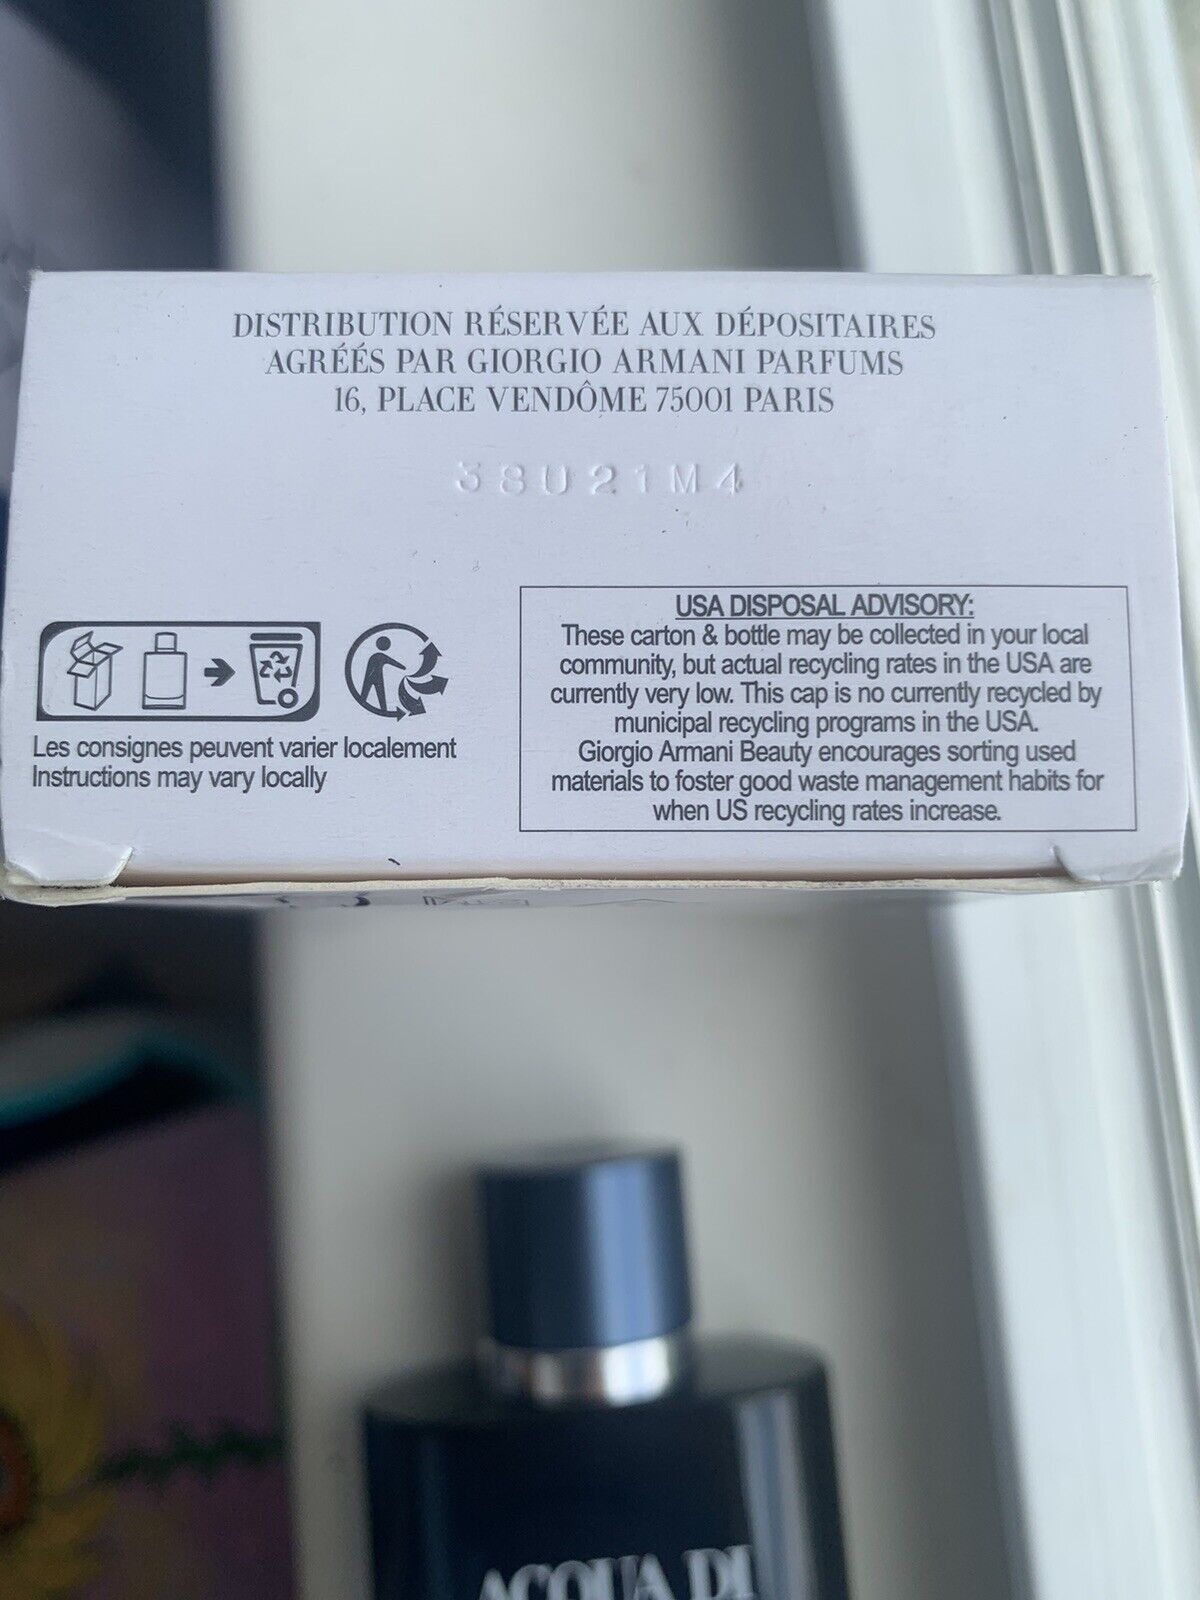 DISTRIBUTION RÉSERVÉE AUX DÉPOSITAIRES
AGRÉÉS PAR GIORGIO ARMANI PARFUMS
16, PLACE VENDÔME 75001 PARIS
38U21M4
Les consignes peuvent varier localement
Instructions may vary locally
USA DISPOSAL ADVISORY:
These carton & bottle may be collected in your local
community, but actual recycling rates in the USA are
currently very low. This cap is no currently recycled by
municipal recycling programs in the USA.
Giorgio Armani Beauty encourages sorting used
materials to foster good waste management habits for
when US recycling rates increase.
ACQUA DI